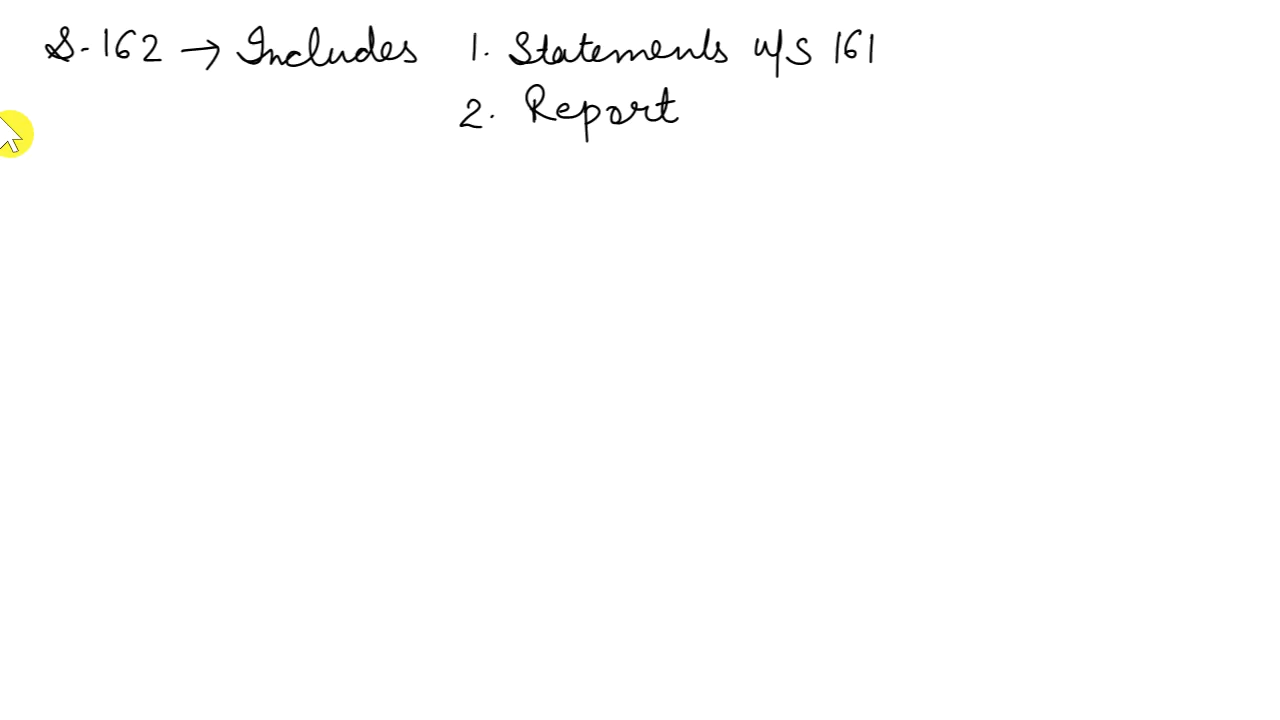 S-162 → Includes 1. Statements u/s 161
2. Report